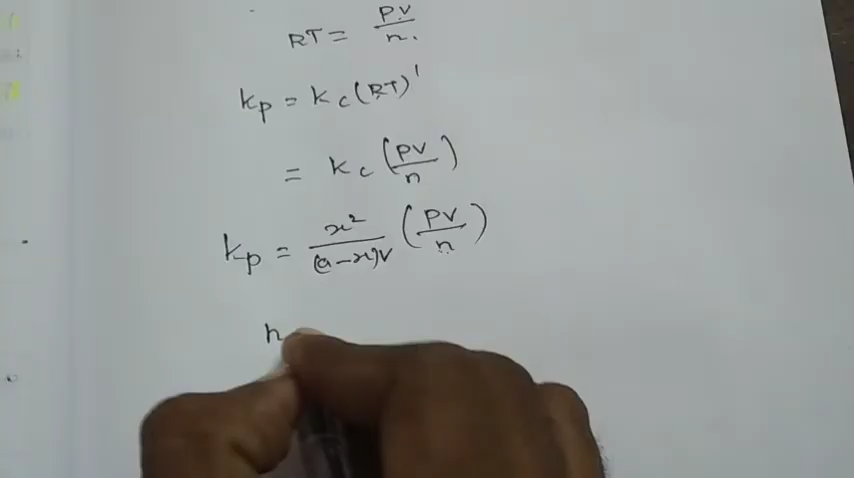 RT = PV/n.
kp = kc(RT)^1
= kc (PV/n)
kp = x²/(a-x)V (PV/n)
n